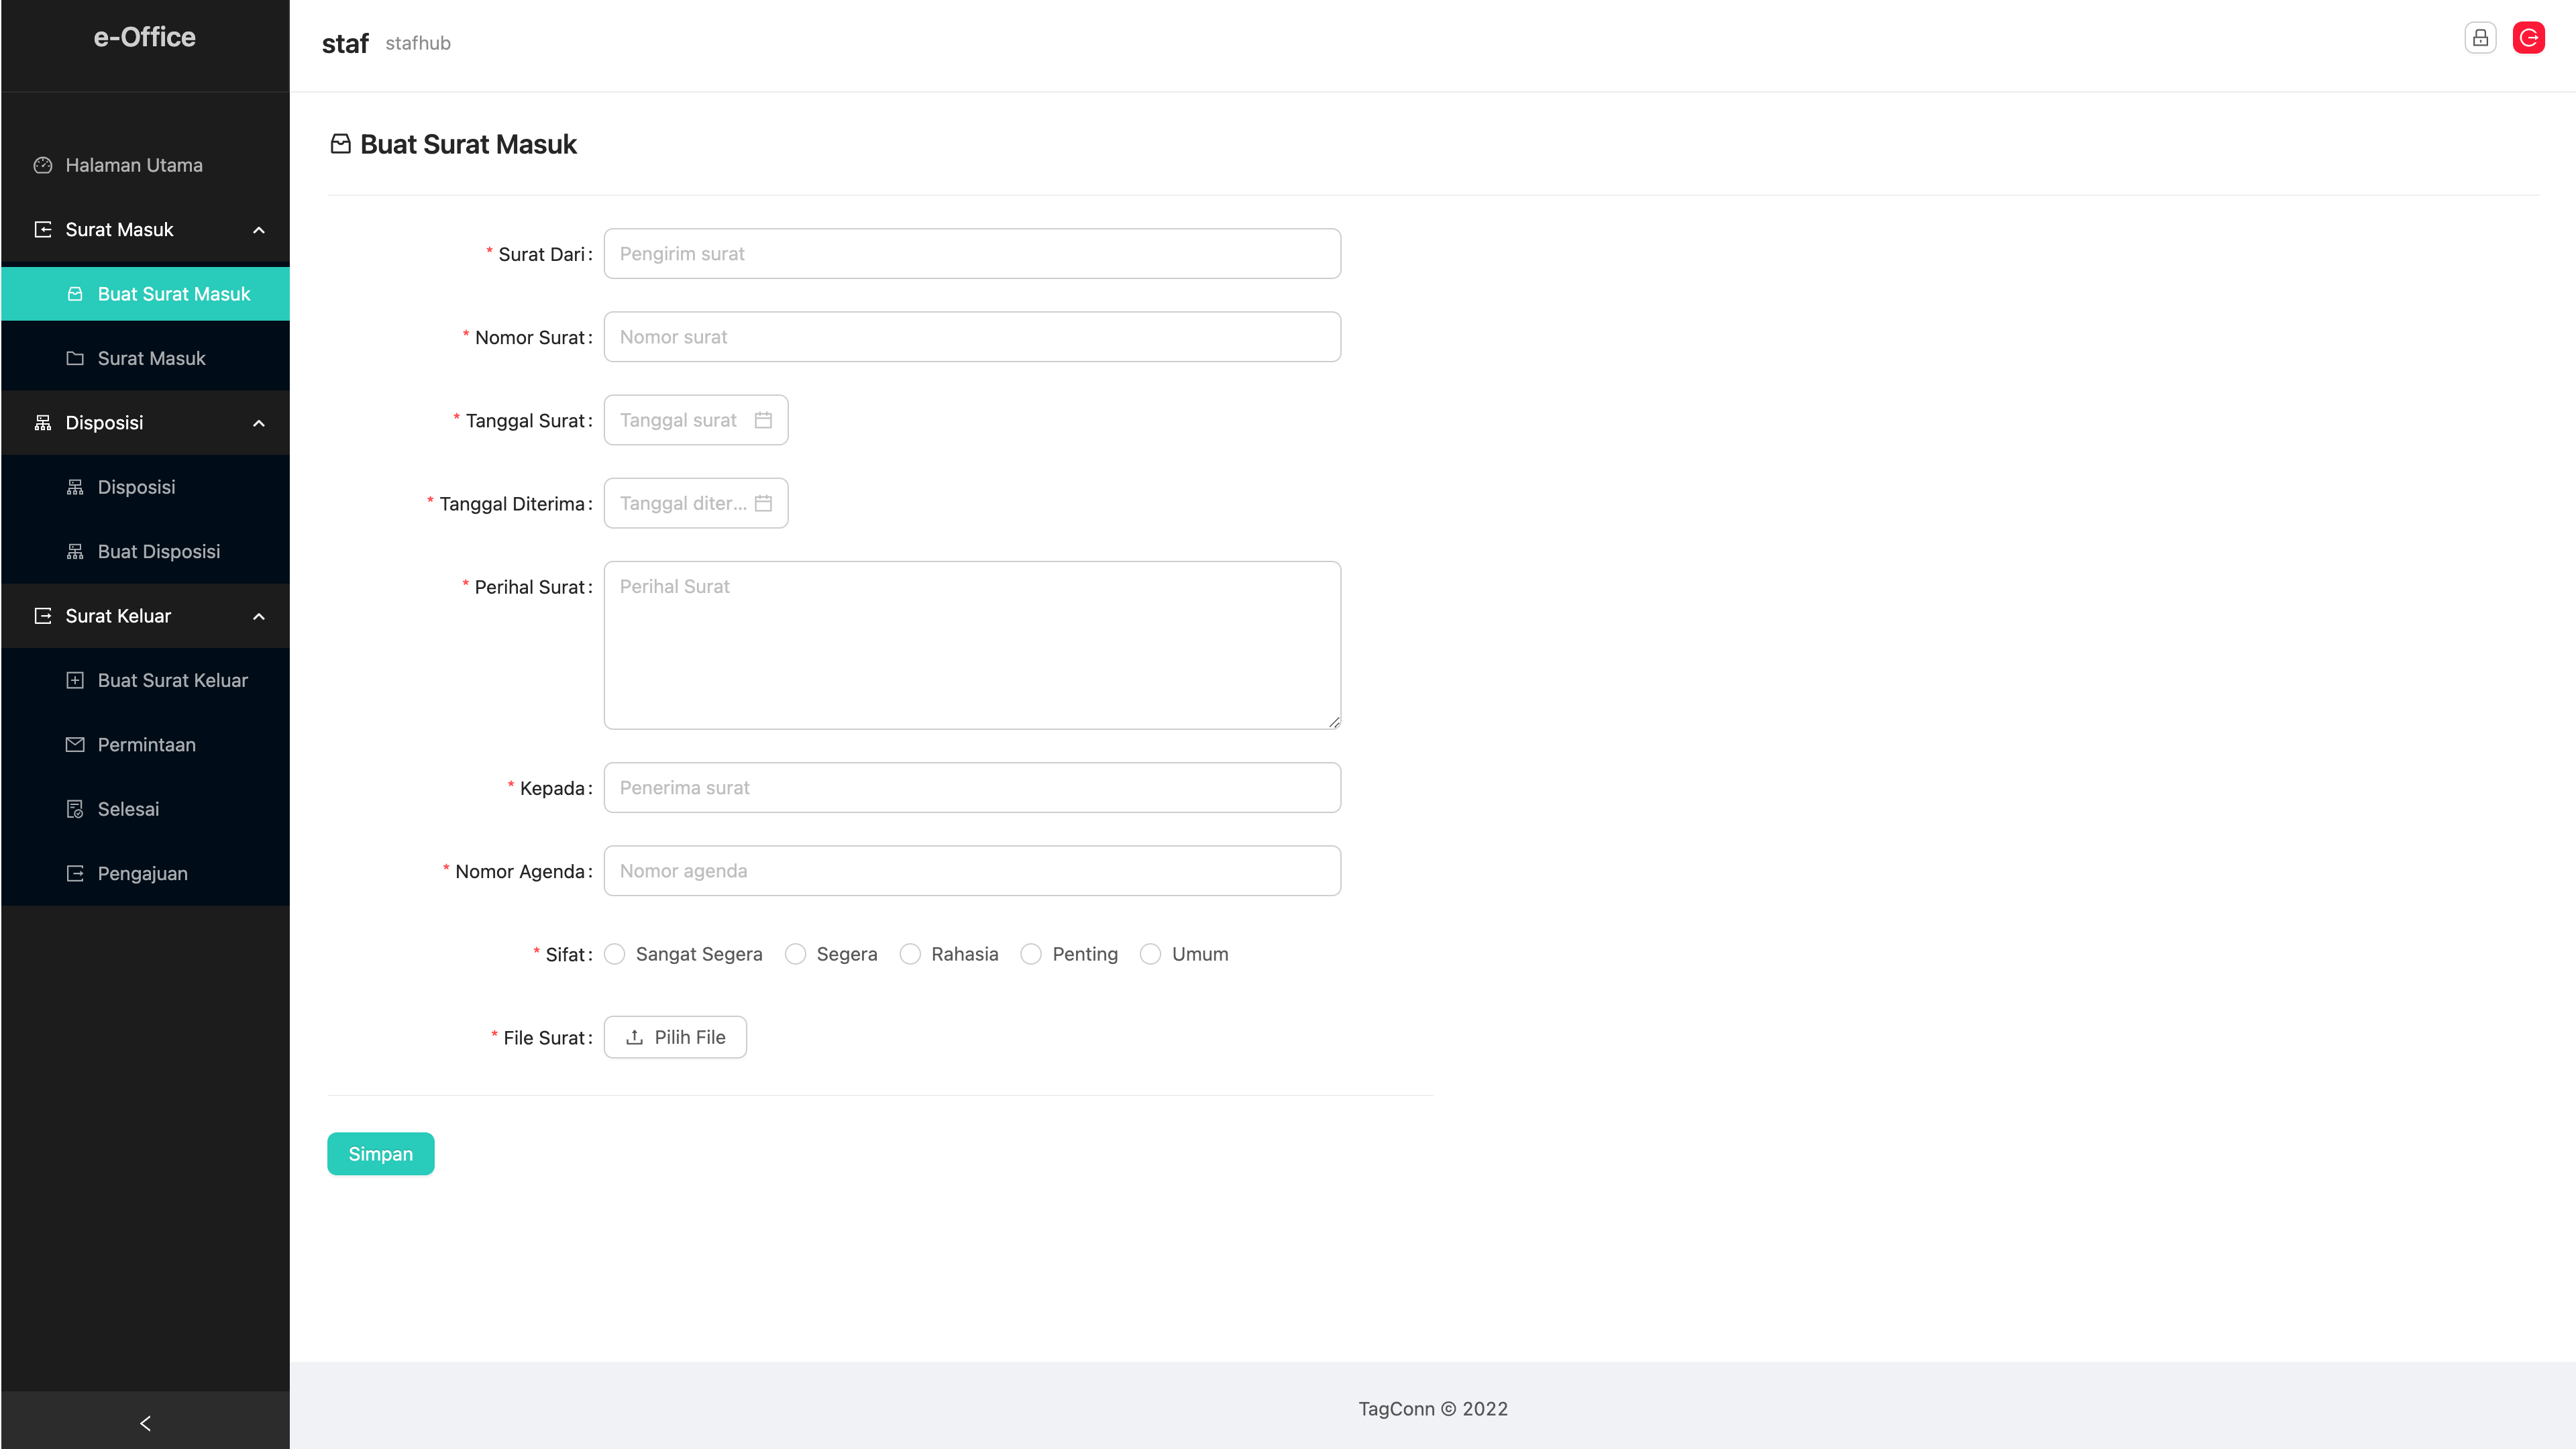 e-Office
staf stafhub
Halaman Utama
Surat Masuk
Buat Surat Masuk
Surat Masuk
Disposisi
Disposisi
Buat Disposisi
Surat Keluar
Buat Surat Keluar
Permintaan
Selesai
Pengajuan
Buat Surat Masuk
* Surat Dari: Pengirim surat
* Nomor Surat: Nomor surat
* Tanggal Surat: Tanggal surat
* Tanggal Diterima: Tanggal diter...
* Perihal Surat: Perihal Surat
* Kepada: Penerima surat
* Nomor Agenda: Nomor agenda
* Sifat: Sangat Segera Segera Rahasia Penting Umum
* File Surat: Pilih File
Simpan
TagConn © 2022